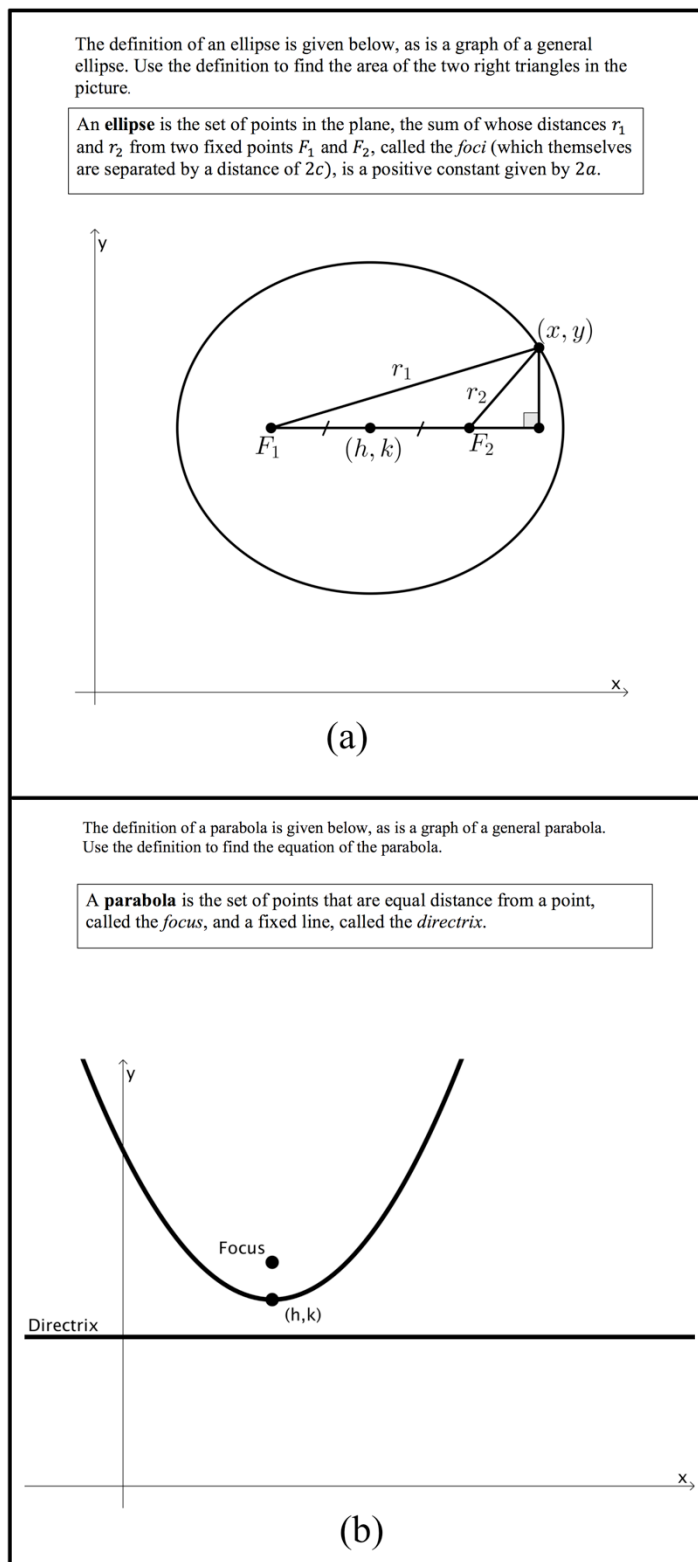 The definition of an ellipse is given below, as is a graph of a general
ellipse. Use the definition to find the area of the two right triangles in the
picture.
An ellipse is the set of points in the plane, the sum of whose distances r₁
and r₂ from two fixed points F₁ and F₂, called the foci (which themselves
are separated by a distance of 2c), is a positive constant given by 2a.
y
(x, y)
r₁
r₂
F₁
(h, k)
F₂
x
(a)
The definition of a parabola is given below, as is a graph of a general parabola.
Use the definition to find the equation of the parabola.
A parabola is the set of points that are equal distance from a point,
called the focus, and a fixed line, called the directrix.
y
Focus
(h,k)
Directrix
x
(b)